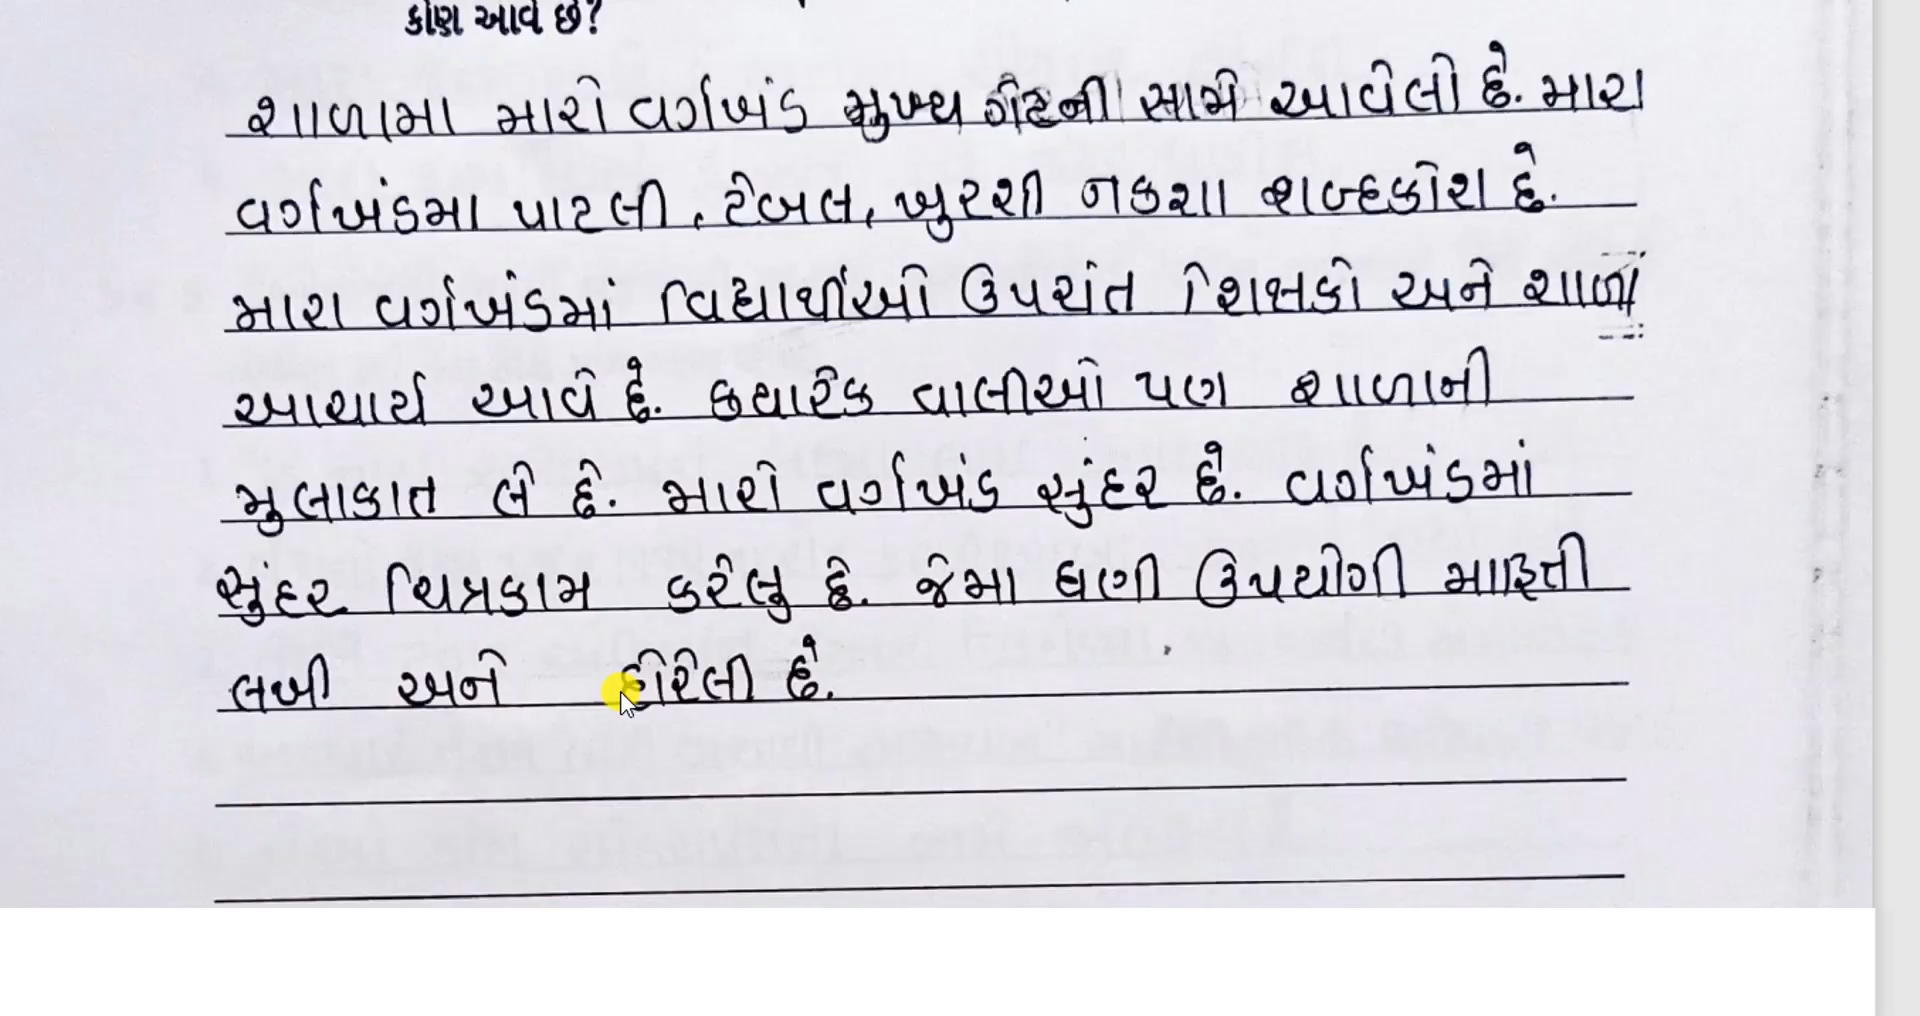 કોણ આવે છે?
શાળામા મારો વર્ગખંડ મુખ્ય ગેટની સામે આવેલો છે. મારા
વર્ગખંડમા પાટલી, ટેબલ, ખુરશી નકશા શબ્દકોશ છે.
મારા વર્ગખંડમાં વિદ્યાર્થીઓ ઉપરાંત શિક્ષકો અને શાળા
આચાર્ય આવે છે. ક્યારેક વાલીઓ પણ શાળાની
મુલાકાત લે છે. મારો વર્ગખંડ સુંદર છે. વર્ગખંડમાં
સુંદર ચિત્રકામ કરેલુ છે. જેમા ઘણી ઉપયોગી માહિતી
લખી અને દોરેલી છે.